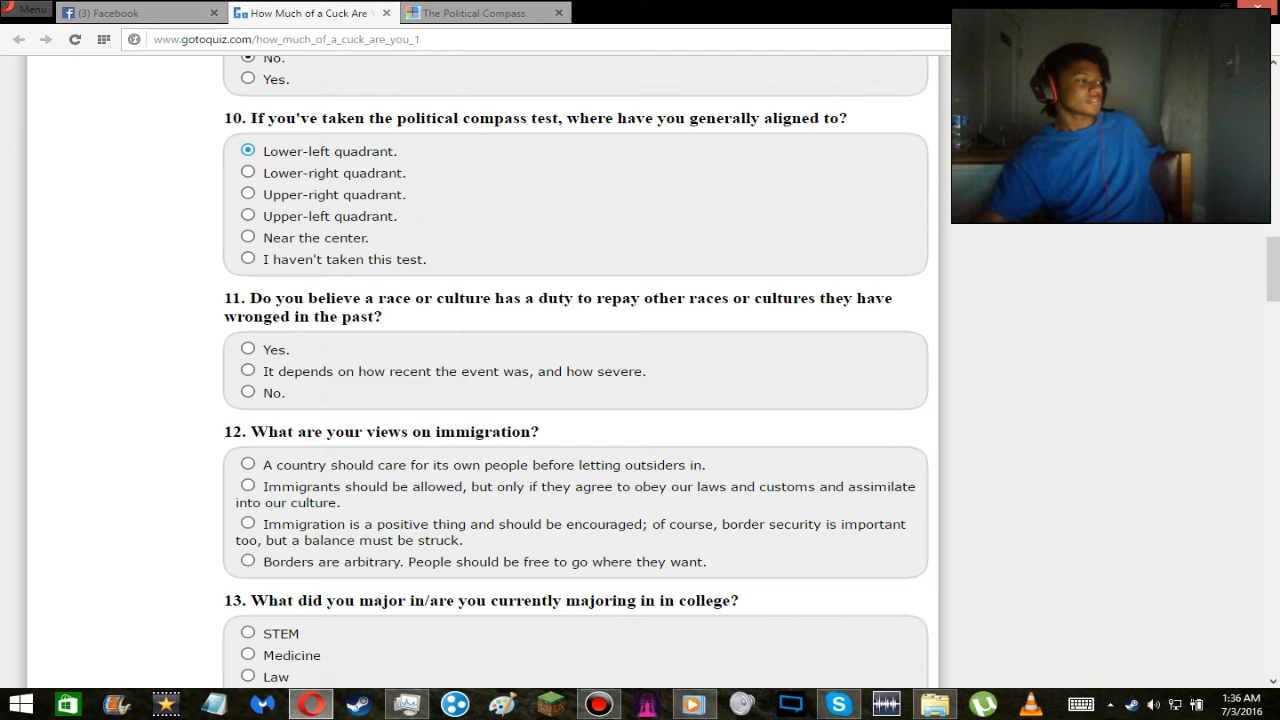 Menu
(3) Facebook
How Much of a Cuck Are Y
The Political Compass
www.gotoquiz.com/how_much_of_a_cuck_are_you_1
No.
Yes.
10. If you've taken the political compass test, where have you generally aligned to?
Lower-left quadrant.
Lower-right quadrant.
Upper-right quadrant.
Upper-left quadrant.
Near the center.
I haven't taken this test.
11. Do you believe a race or culture has a duty to repay other races or cultures they have
wronged in the past?
Yes.
It depends on how recent the event was, and how severe.
No.
12. What are your views on immigration?
A country should care for its own people before letting outsiders in.
Immigrants should be allowed, but only if they agree to obey our laws and customs and assimilate
into our culture.
Immigration is a positive thing and should be encouraged; of course, border security is important
too, but a balance must be struck.
Borders are arbitrary. People should be free to go where they want.
13. What did you major in/are you currently majoring in in college?
STEM
Medicine
Law
1:36 AM
7/3/2016